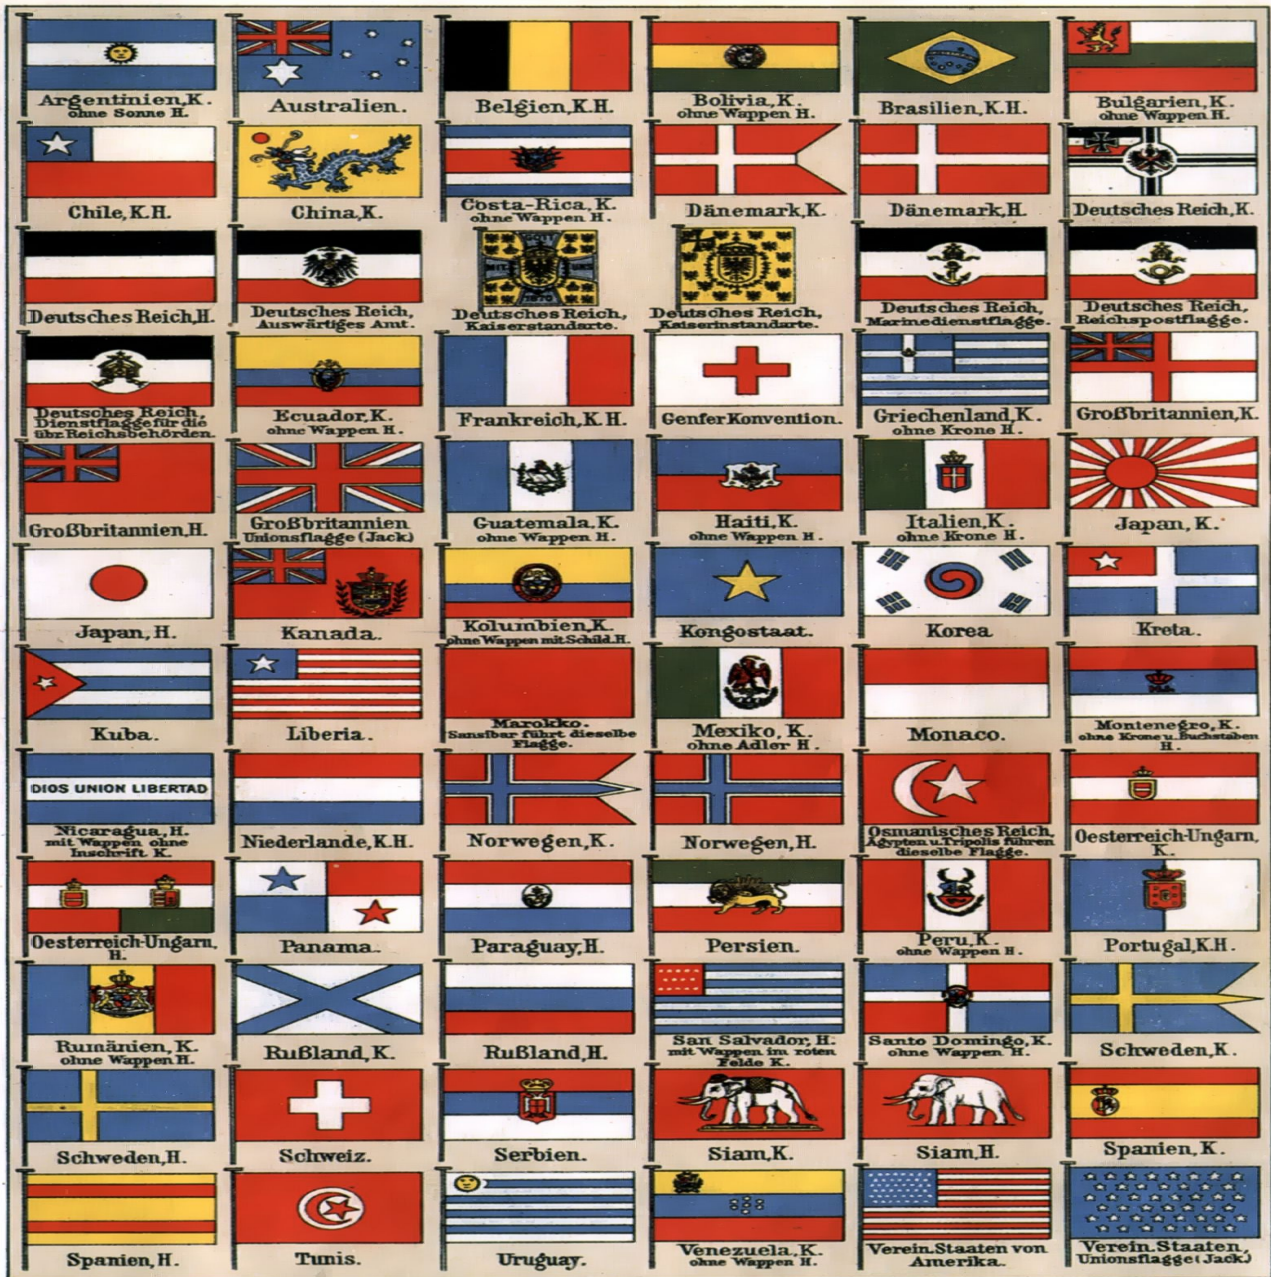 Argentinien, K.
ohne Sonne H.
Australien.
Belgien, K.H.
Bolivia, K.
ohne Wappen H.
Brasilien, K.H.
Bulgarien, K.
ohne Wappen H.
Chile, K.H.
China, K.
Costa-Rica, K.
ohne Wappen H.
Dänemark, K.
Dänemark, H.
Deutsches Reich, K.
Deutsches Reich, H.
Deutsches Reich,
Auswärtiges Amt.
Deutsches Reich,
Kaiserstandarte.
Deutsches Reich,
Kaiserinstandarte.
Deutsches Reich,
Marinedienstflagge.
Deutsches Reich,
Reichspostflagge.
Deutsches Reich,
Dienstflagge für die
übr. Reichsbehörden.
Ecuador, K.
ohne Wappen H.
Frankreich, K.H.
Genfer Konvention.
Griechenland, K.
ohne Krone H.
Großbritannien, K.
Großbritannien, H.
Großbritannien
Unionsflagge (Jack)
Guatemala, K.
ohne Wappen H.
Haiti, K.
ohne Wappen H.
Italien, K.
ohne Krone H.
Japan, K.
Japan, H.
Kanada.
Kolumbien, K.
ohne Wappen mit Schild. H.
Kongostaat.
Korea
Kreta.
Kuba.
Liberia.
Marokko.
Sansibar führt dieselbe
Flagge.
Mexiko, K.
ohne Adler H.
Monaco.
Montenegro, K.
ohne Krone u. Buchstaben
H.
DIOS UNION LIBERTAD
Nicaragua, H.
mit Wappen ohne
Inschrift K.
Niederlande, K.H.
Norwegen, K.
Norwegen, H.
Osmanisches Reich,
Ägypten u. Tripolis führen
dieselbe Flagge.
Oesterreich-Ungarn,
K.
Oesterreich-Ungarn,
H.
Panama.
Paraguay, H.
Persien.
Peru, K.
ohne Wappen H.
Portugal, K.H.
Rumänien, K.
ohne Wappen H.
Rußland, K.
Rußland, H.
San Salvador, H.
mit Wappen im roten
Felde K.
Santo Domingo, K.
ohne Wappen H.
Schweden, K.
Schweden, H.
Schweiz.
Serbien.
Siam, K.
Siam, H.
Spanien, K.
Spanien, H.
Tunis.
Uruguay.
Venezuela, K.
ohne Wappen H.
Verein. Staaten von
Amerika.
Verein. Staaten,
Unionsflagge (Jack)